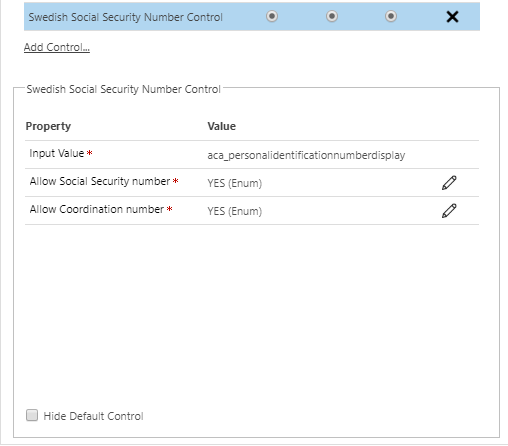 Swedish Social Security Number Control
Add Control...
Swedish Social Security Number Control
Property Value
Input Value * aca_personalidentificationnumberdisplay
Allow Social Security number * YES (Enum)
Allow Coordination number * YES (Enum)
Hide Default Control